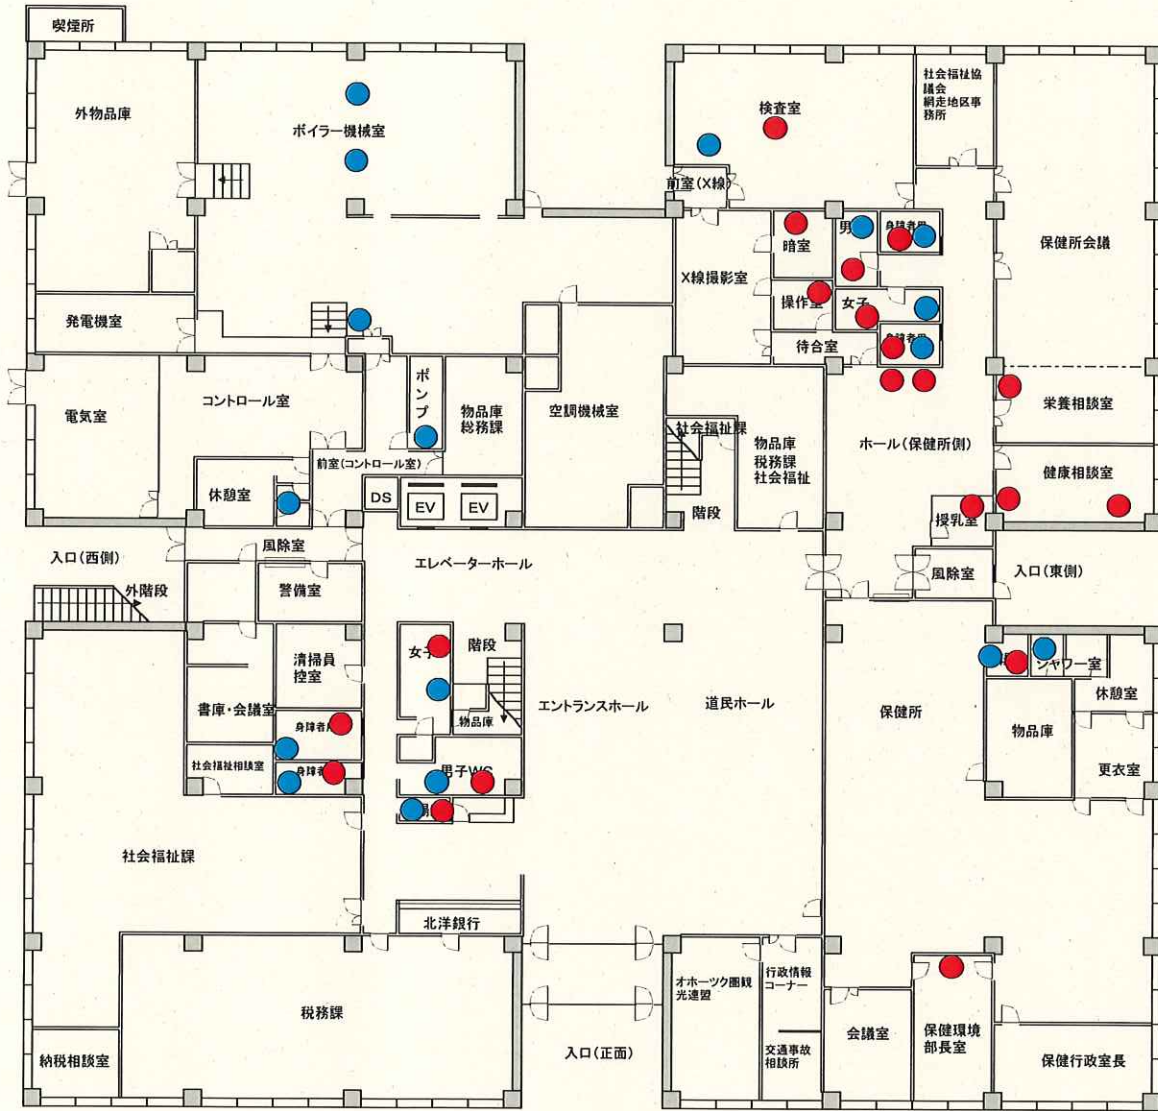 喫煙所
外物品庫
ボイラー機械室
検査室
社会福祉協
議会
網走地区事
務所
前室(X線)
保健所会議
暗室
X線撮影室
操作室
女子
待合室
発電機室
電気室
コントロール室
ポンプ
物品庫
総務課
空調機械室
社会福祉課
物品庫
税務課
社会福祉
階段
ホール(保健所側)
栄養相談室
健康相談室
前室(コントロール室)
休憩室
DS
EV
EV
授乳室
風除室
入口(東側)
入口(西側)
風除室
外階段
警備室
エレベーターホール
清掃員
控室
女子
階段
書庫・会議室
物品庫
エントランスホール
道民ホール
保健所
シャワー室
休憩室
物品庫
更衣室
身障者用
社会福祉相談室
身障者
男子WC
社会福祉課
北洋銀行
税務課
納税相談室
入口(正面)
オホーツク圏観
光連盟
行政情報
コーナー
交通事故
相談所
会議室
保健環境
部長室
保健行政室長